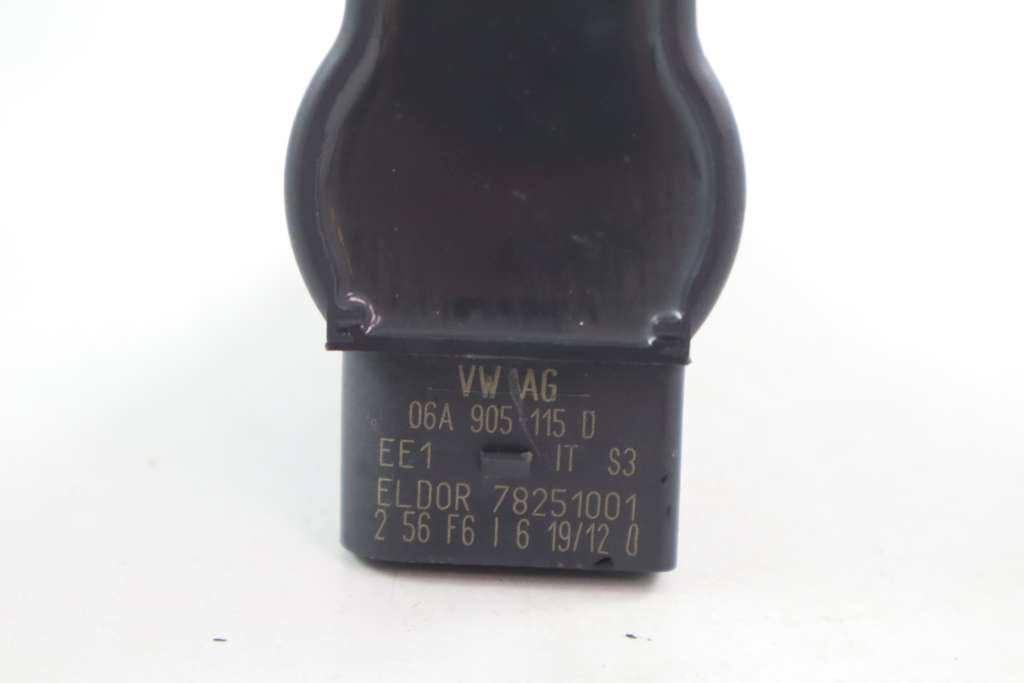 VW AG
06A 905 115 D
EE1 IT S3
ELDOR 78251001
2 56 F6 I 6 19/12 0